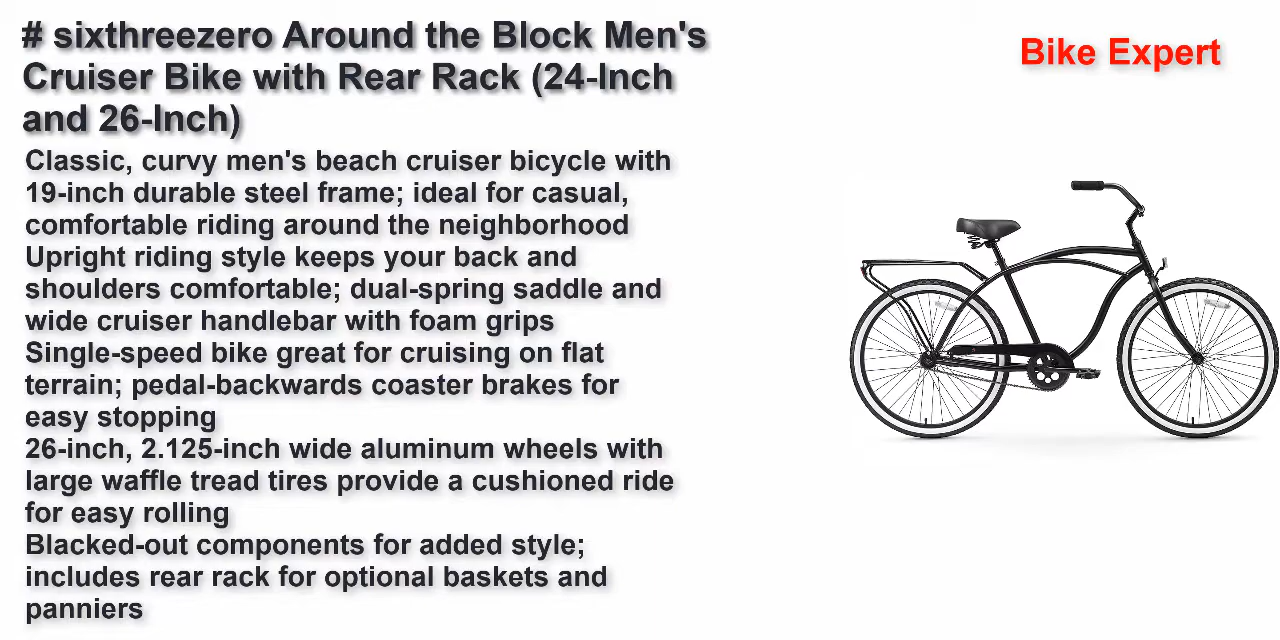 # sixthreezero Around the Block Men's
Cruiser Bike with Rear Rack (24-Inch
and 26-Inch)
Bike Expert
Classic, curvy men's beach cruiser bicycle with
19-inch durable steel frame; ideal for casual,
comfortable riding around the neighborhood
Upright riding style keeps your back and
shoulders comfortable; dual-spring saddle and
wide cruiser handlebar with foam grips
Single-speed bike great for cruising on flat
terrain; pedal-backwards coaster brakes for
easy stopping
26-inch, 2.125-inch wide aluminum wheels with
large waffle tread tires provide a cushioned ride
for easy rolling
Blacked-out components for added style;
includes rear rack for optional baskets and
panniers